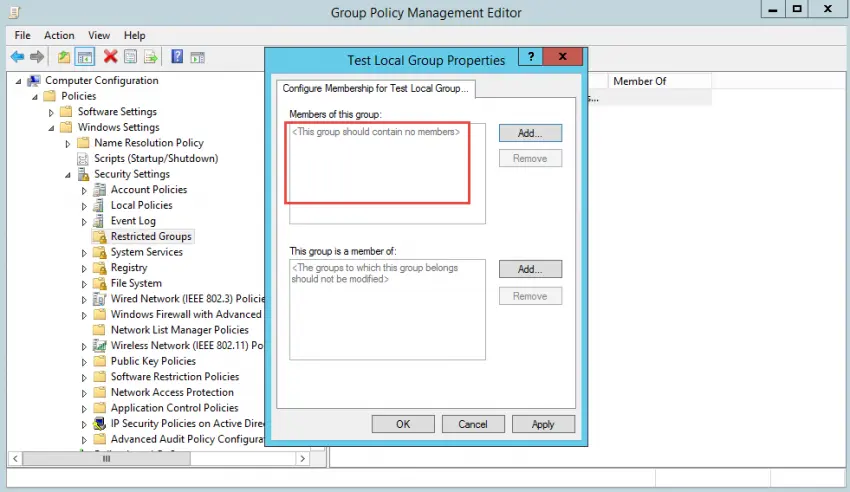 Group Policy Management Editor
File Action View Help
Computer Configuration
Policies
Software Settings
Windows Settings
Name Resolution Policy
Scripts (Startup/Shutdown)
Security Settings
Account Policies
Local Policies
Event Log
Restricted Groups
System Services
Registry
File System
Wired Network (IEEE 802.3) Policie
Windows Firewall with Advanced
Network List Manager Policies
Wireless Network (IEEE 802.11) Po
Public Key Policies
Software Restriction Policies
Network Access Protection
Application Control Policies
IP Security Policies on Active Direc
Advanced Audit Policy Configura
Member Of
s...
Test Local Group Properties
? X
Configure Membership for Test Local Group...
Members of this group:
<This group should contain no members>
Add...
Remove
This group is a member of:
<The groups to which this group belongs
should not be modified>
Add...
Remove
OK Cancel Apply